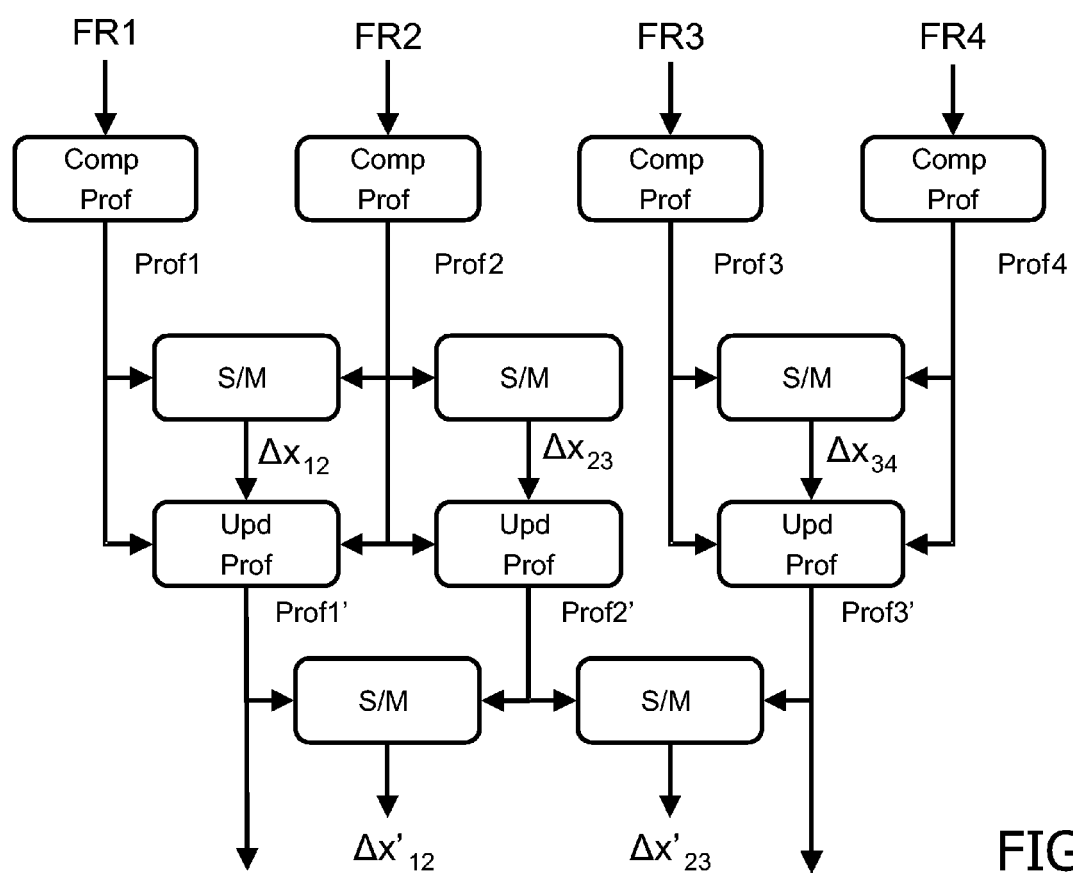 FR1
FR2
FR3
FR4
Comp
Prof
Comp
Prof
Comp
Prof
Comp
Prof
Prof1
Prof2
Prof3
Prof4
S/M
S/M
S/M
Δx12
Δx23
Δx34
Upd
Prof
Upd
Prof
Upd
Prof
Prof1’
Prof2’
Prof3’
S/M
S/M
Δx’12
Δx’23
FIG